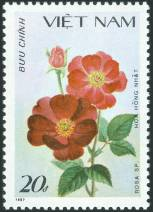 VIỆT NAM
BƯU CHÍNH
HOA HỒNG NHẬT
ROSA SP.
20đ
1987